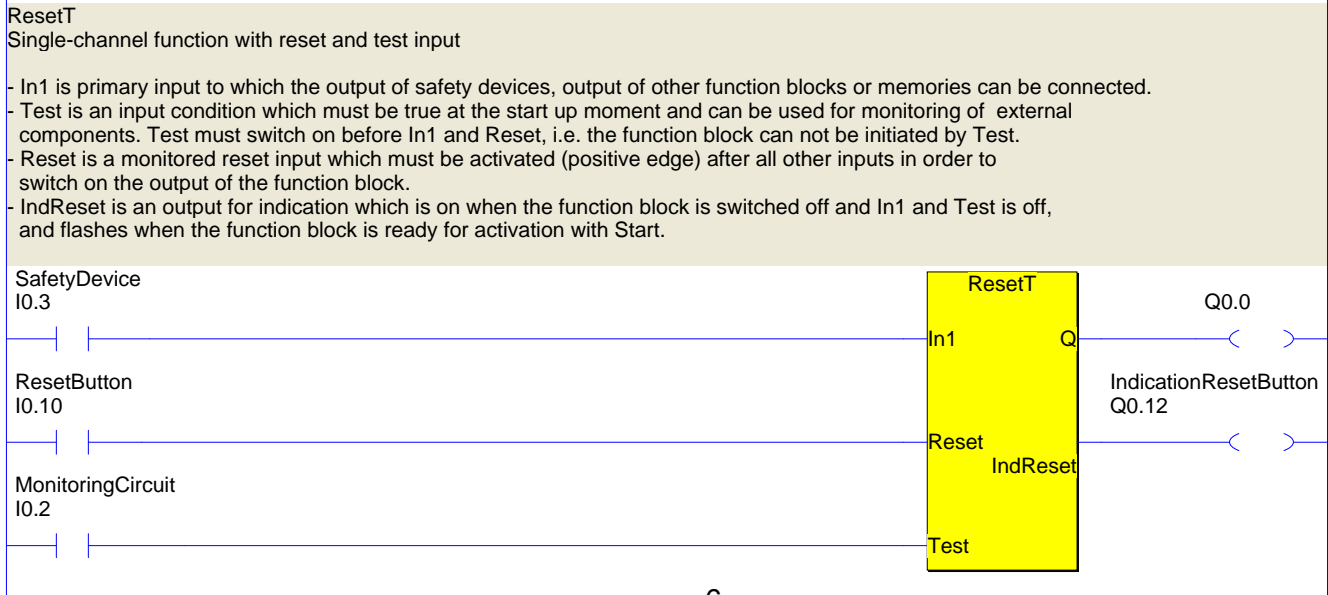 ResetT
Single-channel function with reset and test input
- In1 is primary input to which the output of safety devices, output of other function blocks or memories can be connected.
- Test is an input condition which must be true at the start up moment and can be used for monitoring of external
components. Test must switch on before In1 and Reset, i.e. the function block can not be initiated by Test.
- Reset is a monitored reset input which must be activated (positive edge) after all other inputs in order to
switch on the output of the function block.
- IndReset is an output for indication which is on when the function block is switched off and In1 and Test is off,
and flashes when the function block is ready for activation with Start.
SafetyDevice
I0.3
ResetT
Q0.0
In1 Q
ResetButton
I0.10
IndicationResetButton
Q0.12
Reset
IndReset
MonitoringCircuit
I0.2
Test